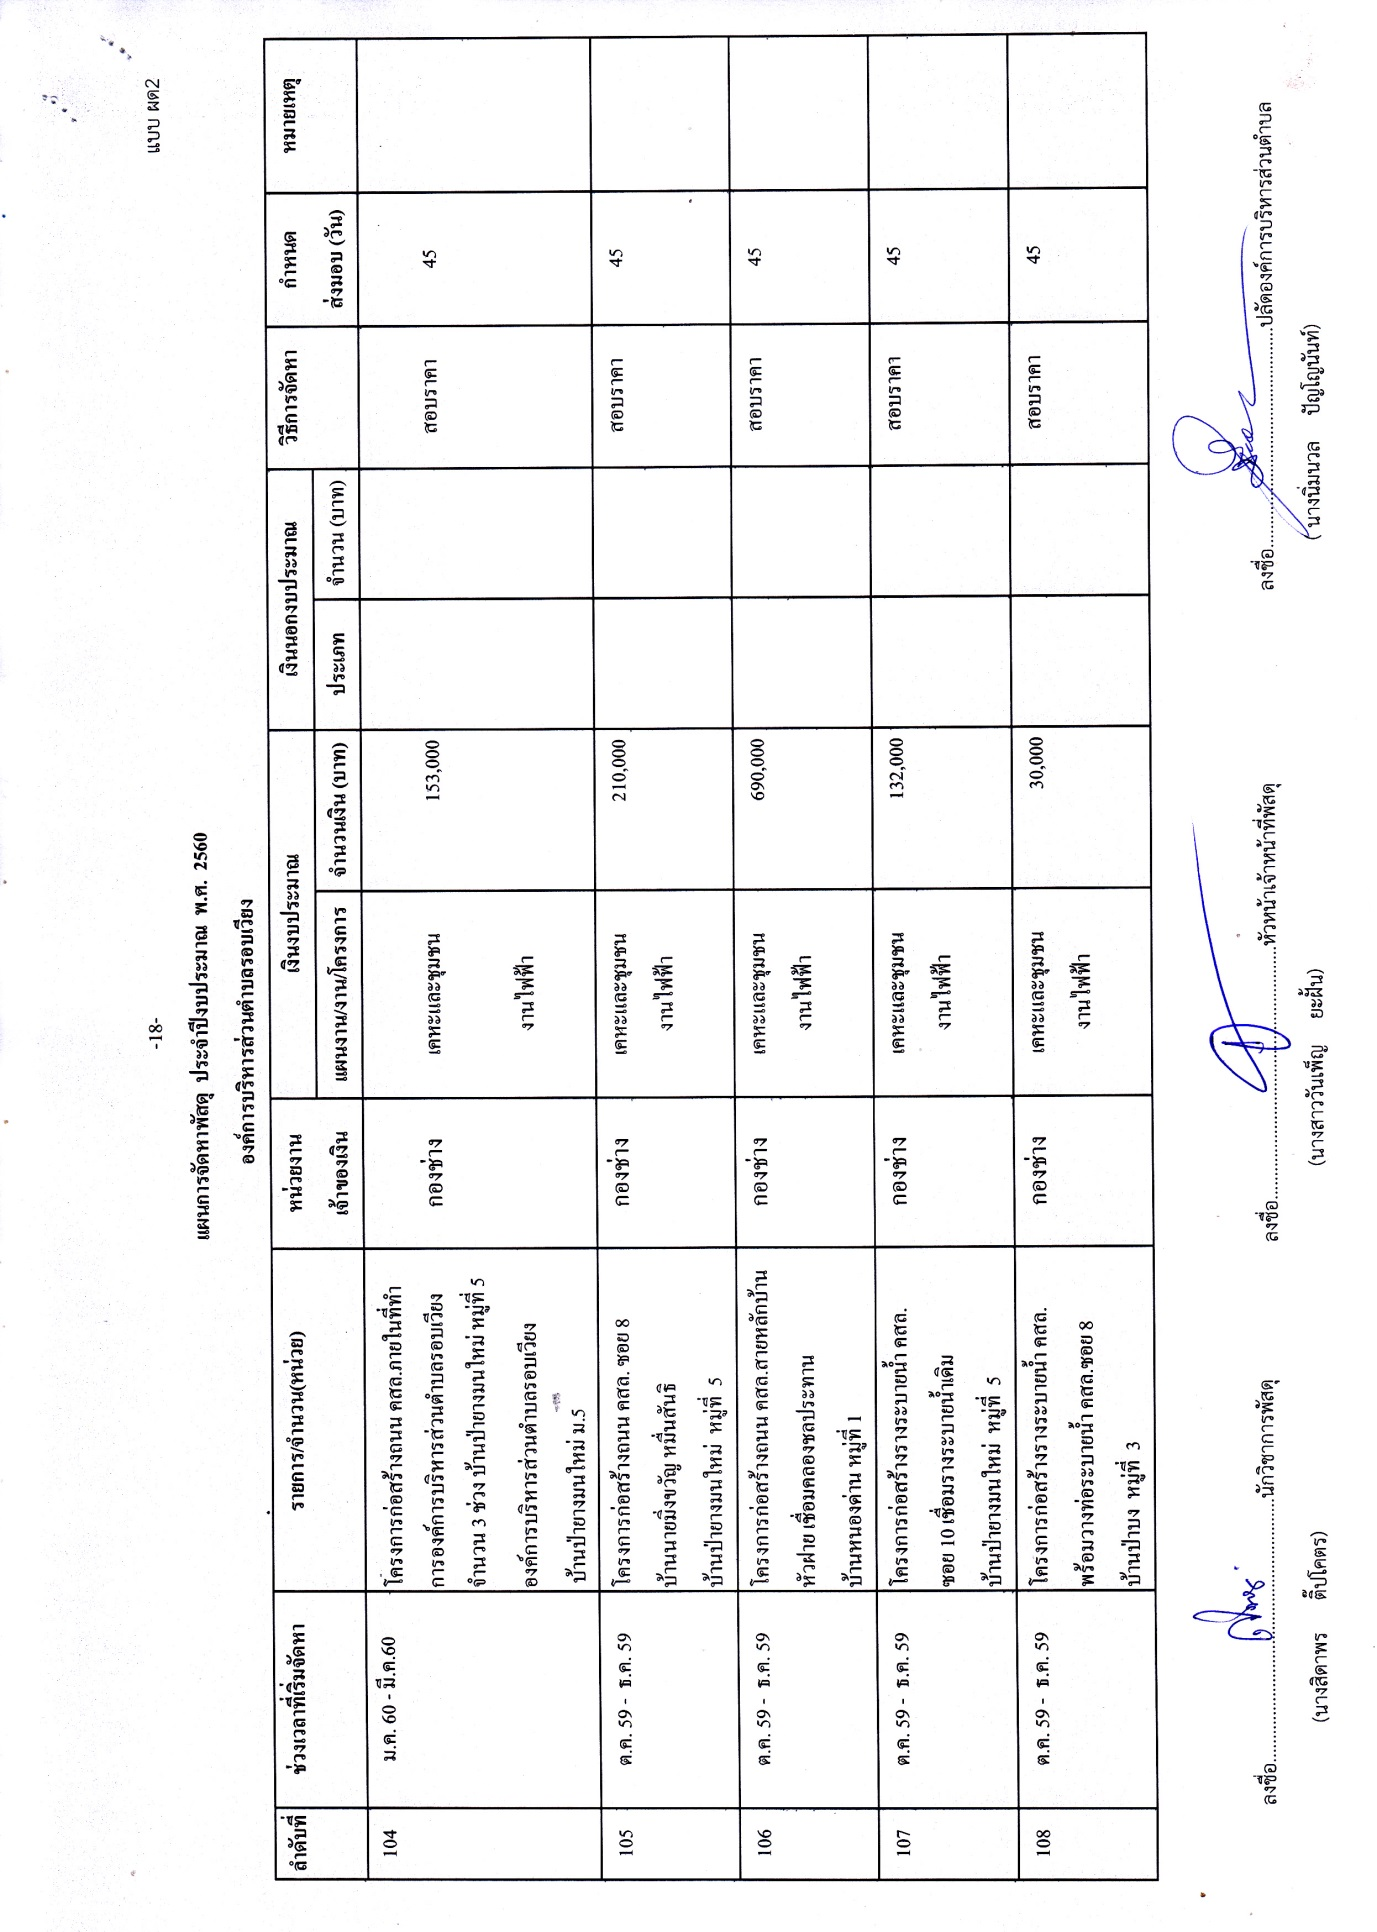 แบบ ผด2
-18-
แผนการจัดหาพัสดุ ประจำปีงบประมาณ พ.ศ. 2560
องค์การบริหารส่วนตำบลรอบเวียง
ลำดับที่ ช่วงเวลาที่เริ่มจัดหา รายการ/จำนวน(หน่วย) หน่วยงาน เงินงบประมาณ เงินนอกงบประมาณ วิธีการจัดหา กำหนด หมายเหตุ
เจ้าของเงิน แผนงาน/งาน/โครงการ จำนวนเงิน (บาท) ประเภท จำนวน (บาท) ส่งมอบ (วัน)
104 ม.ค. 60 - มี.ค.60 โครงการก่อสร้างถนน คสล.ภายในที่ทำ
การองค์การบริหารส่วนตำบลรอบเวียง กองช่าง เคหะและชุมชน 153,000 สอบราคา 45
จำนวน 3 ช่วง บ้านป่ายางมนใหม่ หมู่ที่ 5
องค์การบริหารส่วนตำบลรอบเวียง งานไฟฟ้า
บ้านป่ายางมนใหม่ ม.5
105 ต.ค. 59 - ธ.ค. 59 โครงการก่อสร้างถนน คสล. ซอย 8 กองช่าง เคหะและชุมชน 210,000 สอบราคา 45
บ้านนายมิ่งขวัญ หมื่นสันธิ งานไฟฟ้า
บ้านป่ายางมนใหม่ หมู่ที่ 5
106 ต.ค. 59 - ธ.ค. 59 โครงการก่อสร้างถนน คสล.สายหลักบ้าน กองช่าง เคหะและชุมชน 690,000 สอบราคา 45
หัวฝาย เชื่อมคลองชลประทาน งานไฟฟ้า
บ้านหนองด่าน หมู่ที่ 1
107 ต.ค. 59 - ธ.ค. 59 โครงการก่อสร้างรางระบายน้ำ คสล. กองช่าง เคหะและชุมชน 132,000 สอบราคา 45
ซอย 10 เชื่อมรางระบายน้ำเดิม งานไฟฟ้า
บ้านป่ายางมนใหม่ หมู่ที่ 5
108 ต.ค. 59 - ธ.ค. 59 โครงการก่อสร้างรางระบายน้ำ คสล. กองช่าง เคหะและชุมชน 30,000 สอบราคา 45
พร้อมวางท่อระบายน้ำ คสล.ซอย 8 งานไฟฟ้า
บ้านป่าบง หมู่ที่ 3
ลงชื่อ..............................นักวิชาการพัสดุ ลงชื่อ..............................หัวหน้าเจ้าหน้าที่พัสดุ ลงชื่อ..............................ปลัดองค์การบริหารส่วนตำบล
(นางสิดาพร ติ๊บโคตร) (นางสาววันเพ็ญ ยะฝั่น) ( นางนิ่มนวล ปัญโญนันท์)